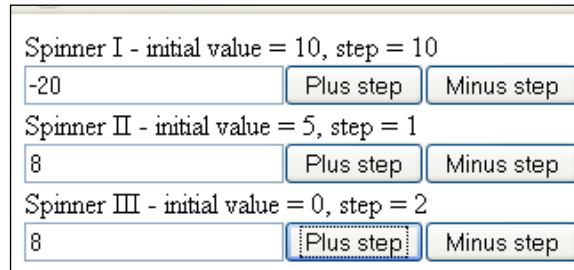 Spinner I - initial value = 10, step = 10
-20 Plus step Minus step
Spinner II - initial value = 5, step = 1
8 Plus step Minus step
Spinner III - initial value = 0, step = 2
8 Plus step Minus step